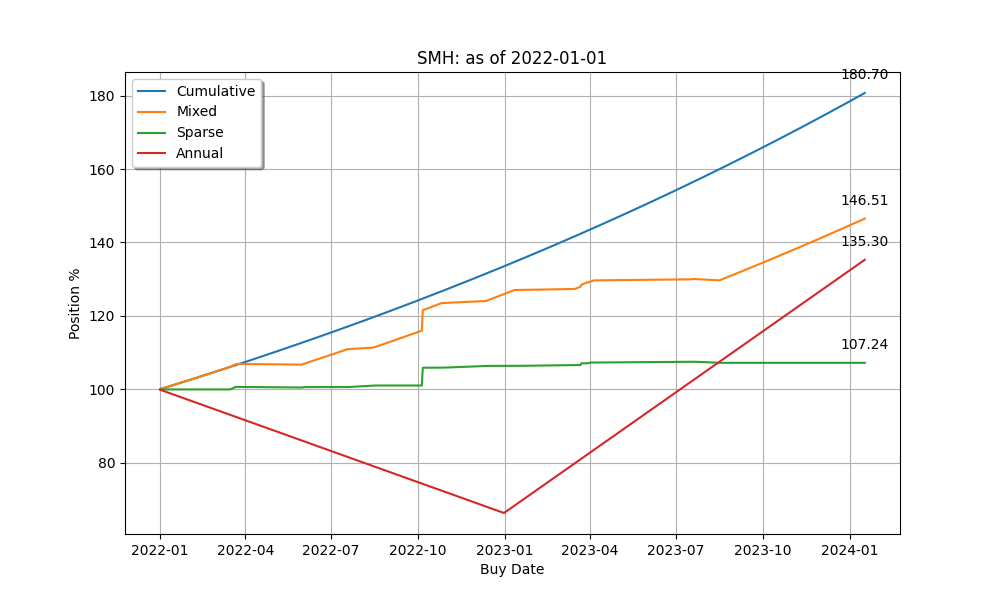 SMH: as of 2022-01-01
180.70
180
Cumulative
Mixed
Sparse
Annual
160
146.51
140
135.30
120
107.24
100
80
Position %
2022-01 2022-04 2022-07 2022-10 2023-01 2023-04 2023-07 2023-10 2024-01
Buy Date